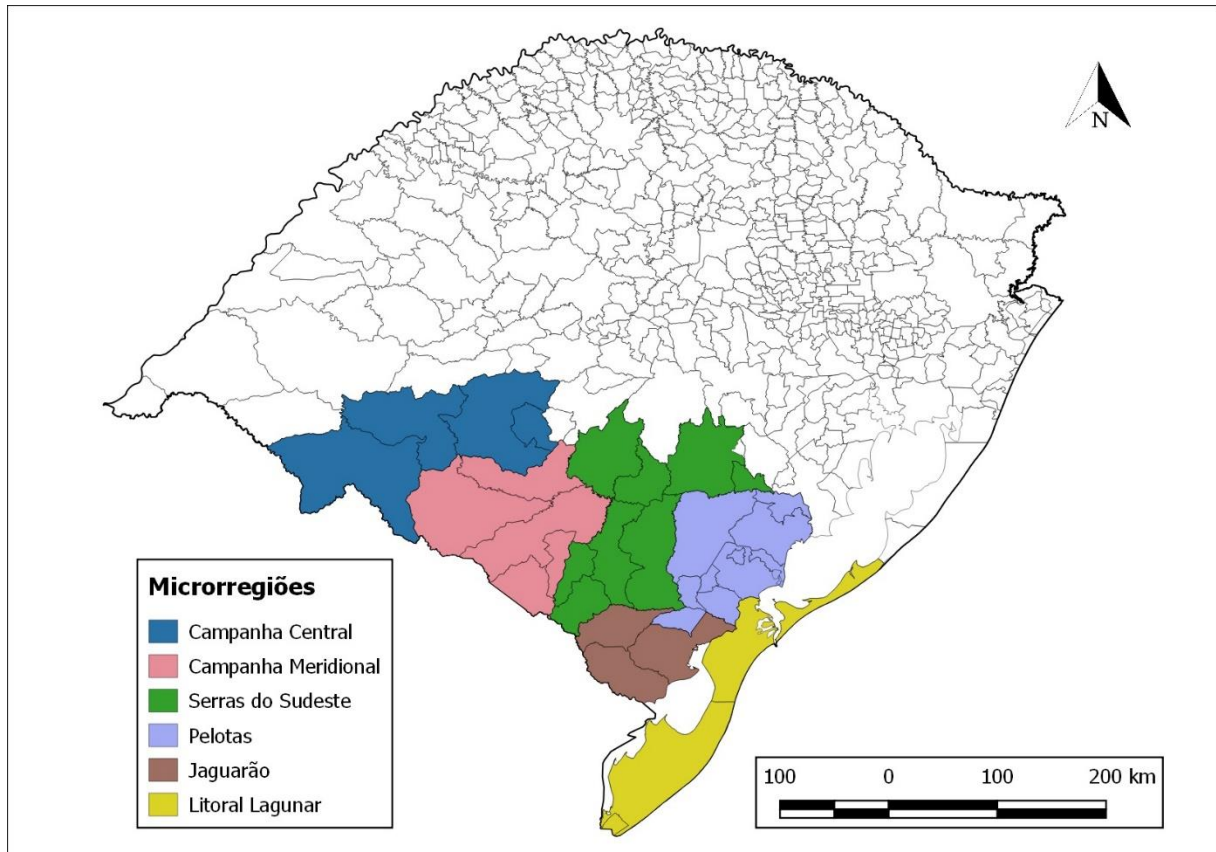 N
Microrregiões
Campanha Central
Campanha Meridional
Serras do Sudeste
Pelotas
Jaguarão
Litoral Lagunar
100 0 100 200 km